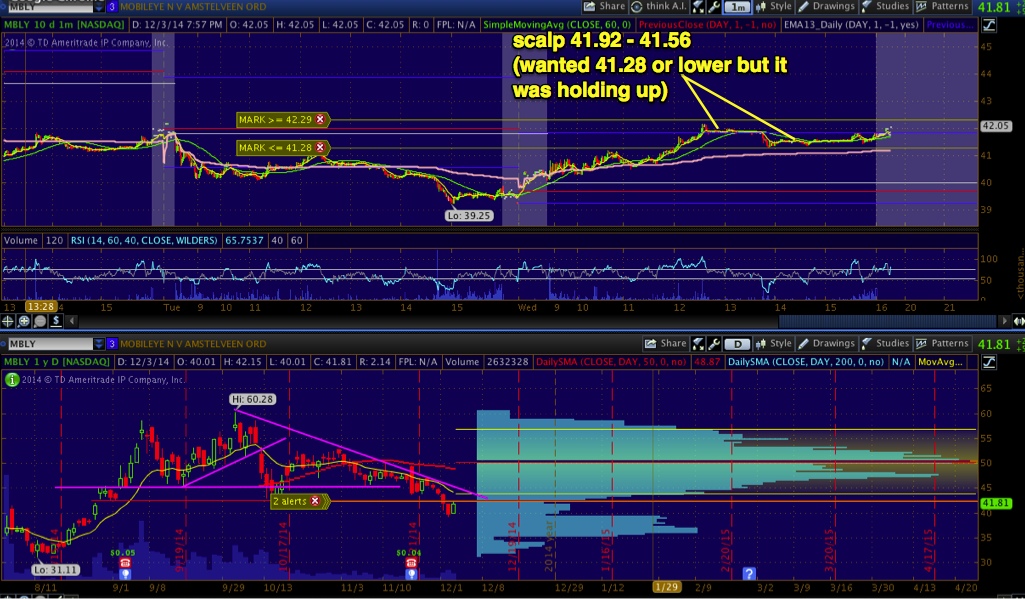 MBLY 3 MOBILEYE N V AMSTELVEEN ORD Share think A.I. 1m Style Drawings Studies Patterns 41.81
MBLY 10 d 1m [NASDAQ] D: 12/3/14 7:57 PM O: 42.05 H: 42.05 L: 42.05 C: 42.05 R: 0 FPL: N/A SimpleMovingAvg (CLOSE, 60, 0) PreviousClose (DAY, 1, -1, no) EMA13_Daily (DAY, 1, -1, yes) Previous...
2014 © TD Ameritrade IP Company, Inc.
scalp 41.92 - 41.56
(wanted 41.28 or lower but it
was holding up)
45
44
43
MARK >= 42.29
42.05
MARK <= 41.28
41
40
39
Lo: 39.25
Volume 120 RSI (14, 60, 40, CLOSE, WILDERS) 65.7537 40 60
100
50
0
<thousan.
13 13:28 14 15 Tue 9 10 11 12 13 14 15 Wed 9 10 11 12 13 14 15 16 20 21
$
MBLY 3 MOBILEYE N V AMSTELVEEN ORD Share D Style Drawings Studies Patterns 41.81
MBLY 1 y D [NASDAQ] D: 12/3/14 O: 40.01 H: 42.15 L: 40.01 C: 41.81 R: 2.14 FPL: N/A Volume 2632328 DailySMA (CLOSE, DAY, 50, 0, no) 48.87 DailySMA (CLOSE, DAY, 200, 0, no) N/A MovAvg...
2014 © TD Ameritrade IP Company, Inc.
Hi: 60.28
65
60
55
50
45
2 alerts
41.81
40
35
30
9/19/14
10/17/14
12/19/14
2014 year
1/16/15
2/20/15
3/20/15
4/17/15
$0.05
$0.04
Lo: 31.11
?
8/11 9/1 9/8 9/29 10/13 11/3 11/10 12/1 12/8 12/29 1/29 2/9 3/2 3/9 3/16 3/30 4/20